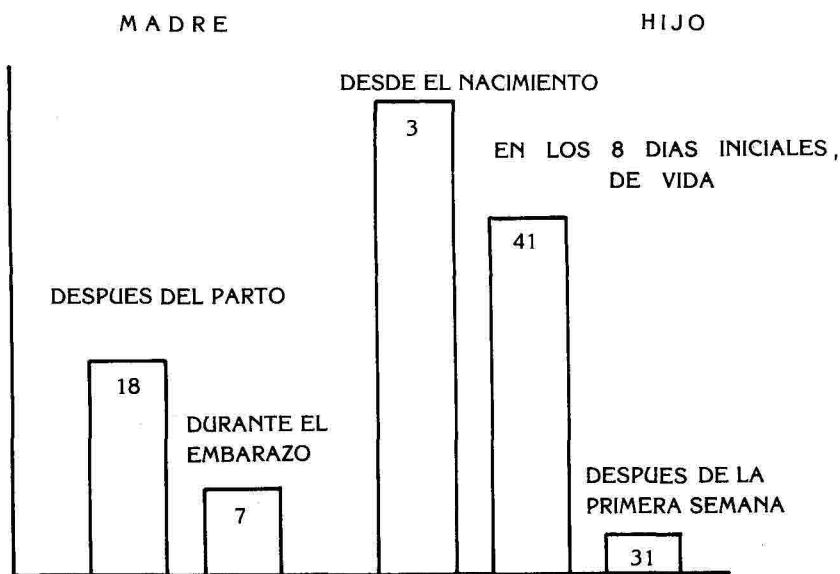 MADRE
HIJO
DESDE EL NACIMIENTO
3
EN LOS 8 DIAS INICIALES,
DE VIDA
41
DESPUES DEL PARTO
18
DURANTE EL
EMBARAZO
7
DESPUES DE LA
PRIMERA SEMANA
31